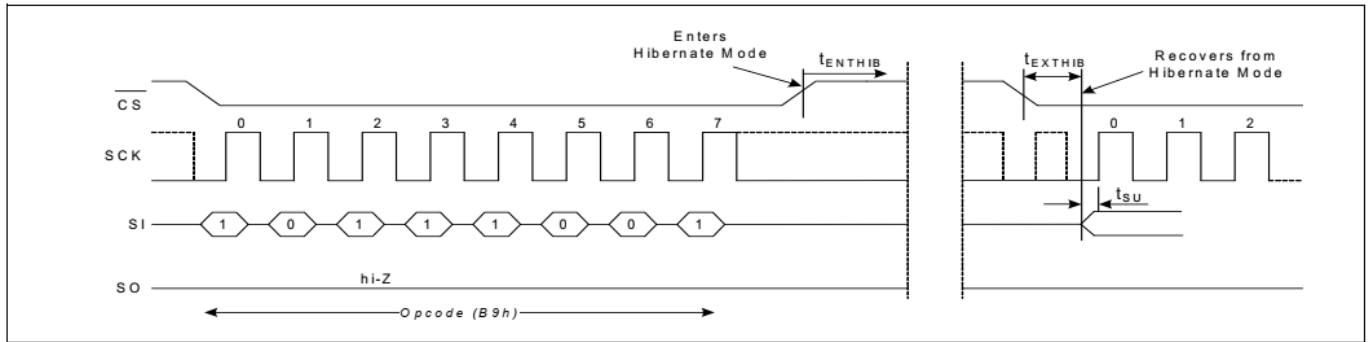 Enters
Hibernate Mode
tENTHIB
tEXTHIB
Recovers from
Hibernate Mode
CS
0 1 2 3 4 5 6 7 0 1 2
SCK
tSU
SI 1 0 1 1 1 0 0 1
hi-Z
SO
Opcode (B9h)